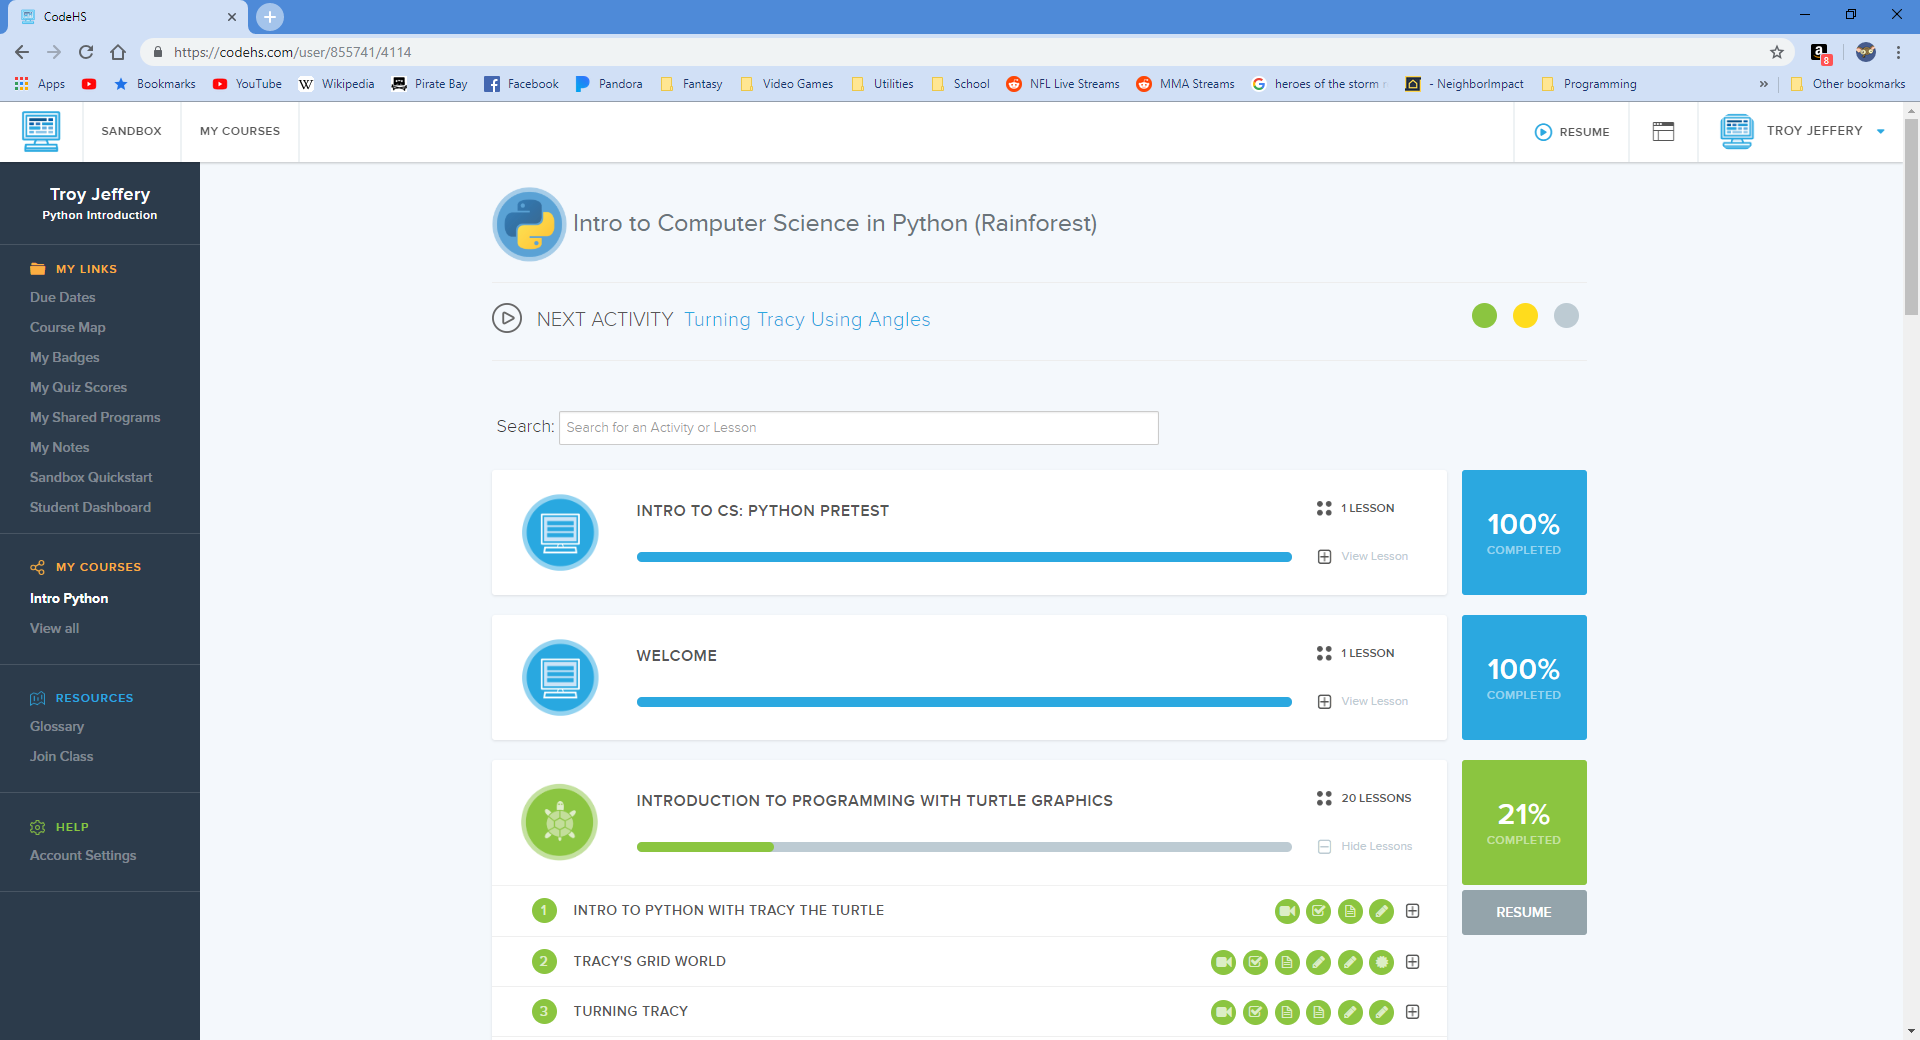 CodeHS
https://codehs.com/user/855741/4114
8
Apps Bookmarks YouTube Wikipedia Pirate Bay Facebook Pandora Fantasy Video Games Utilities School NFL Live Streams MMA Streams heroes of the storm - NeighborImpact Programming » Other bookmarks
SANDBOX MY COURSES RESUME TROY JEFFERY
Troy Jeffery
Python Introduction
MY LINKS
Due Dates
Course Map
My Badges
My Quiz Scores
My Shared Programs
My Notes
Sandbox Quickstart
Student Dashboard
MY COURSES
Intro Python
View all
RESOURCES
Glossary
Join Class
HELP
Account Settings
Intro to Computer Science in Python (Rainforest)
NEXT ACTIVITY Turning Tracy Using Angles
Search: Search for an Activity or Lesson
INTRO TO CS: PYTHON PRETEST
1 LESSON
View Lesson
100%
COMPLETED
WELCOME
1 LESSON
View Lesson
100%
COMPLETED
INTRODUCTION TO PROGRAMMING WITH TURTLE GRAPHICS
20 LESSONS
Hide Lessons
21%
COMPLETED
RESUME
1 INTRO TO PYTHON WITH TRACY THE TURTLE
2 TRACY'S GRID WORLD
3 TURNING TRACY